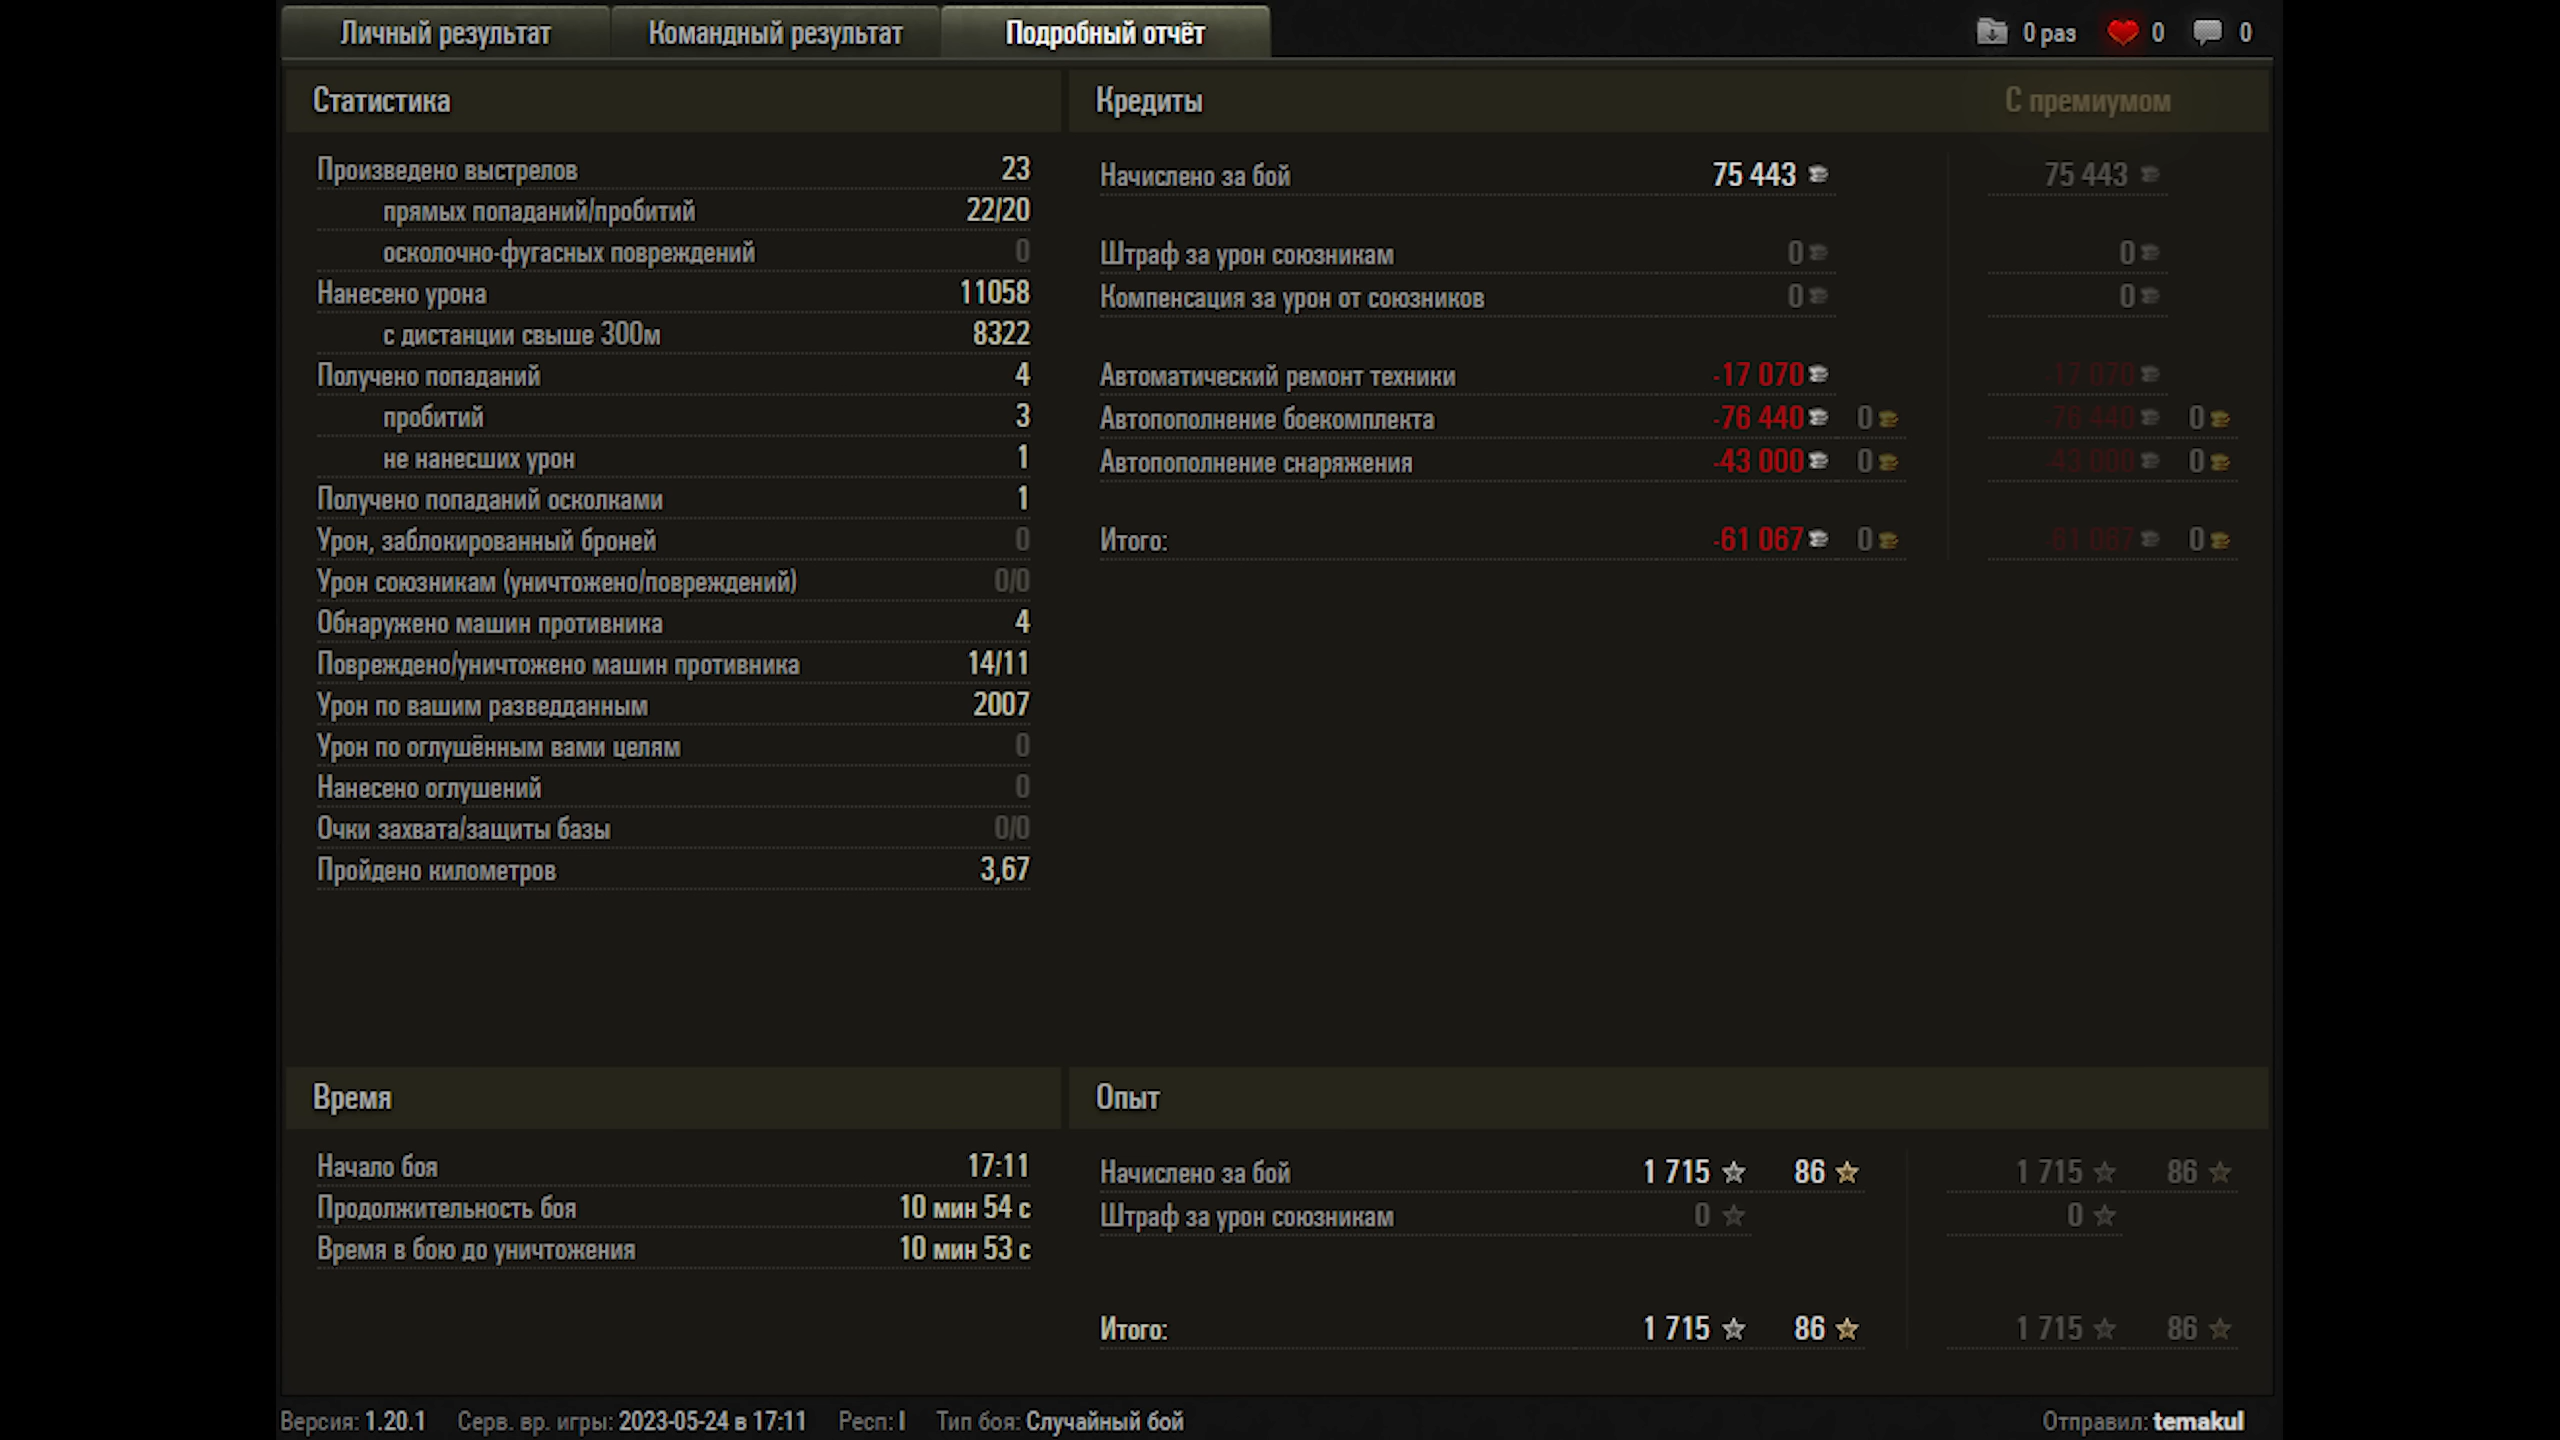 Личный результат Командный результат Подробный отчёт 0 раз 0 0
Статистика
Произведено выстрелов 23
прямых попаданий/пробитий 22/20
осколочно-фугасных повреждений 0
Нанесено урона 11058
с дистанции свыше 300м 8322
Получено попаданий 4
пробитий 3
не нанесших урон 1
Получено попаданий осколками 1
Урон, заблокированный броней 0
Урон союзникам (уничтожено/повреждений) 0/0
Обнаружено машин противника 4
Повреждено/уничтожено машин противника 14/11
Урон по вашим разведданным 2007
Урон по оглушённым вами целям 0
Нанесено оглушений 0
Очки захвата/защиты базы 0/0
Пройдено километров 3,67
Кредиты С премиумом
Начислено за бой 75 443 75 443
Штраф за урон союзникам 0 0
Компенсация за урон от союзников 0 0
Автоматический ремонт техники -17 070 -17 070
Автопополнение боекомплекта -76 440 0 -76 440 0
Автопополнение снаряжения -43 000 0 -43 000 0
Итого: -61 067 0 -61 067 0
Время
Начало боя 17:11
Продолжительность боя 10 мин 54 с
Время в бою до уничтожения 10 мин 53 с
Опыт
Начислено за бой 1 715 86 1 715 86
Штраф за урон союзникам 0 0
Итого: 1 715 86 1 715 86
Версия: 1.20.1 Серв. вр. игры: 2023-05-24 в 17:11 Респ: I Тип боя: Случайный бой Отправил: temakul